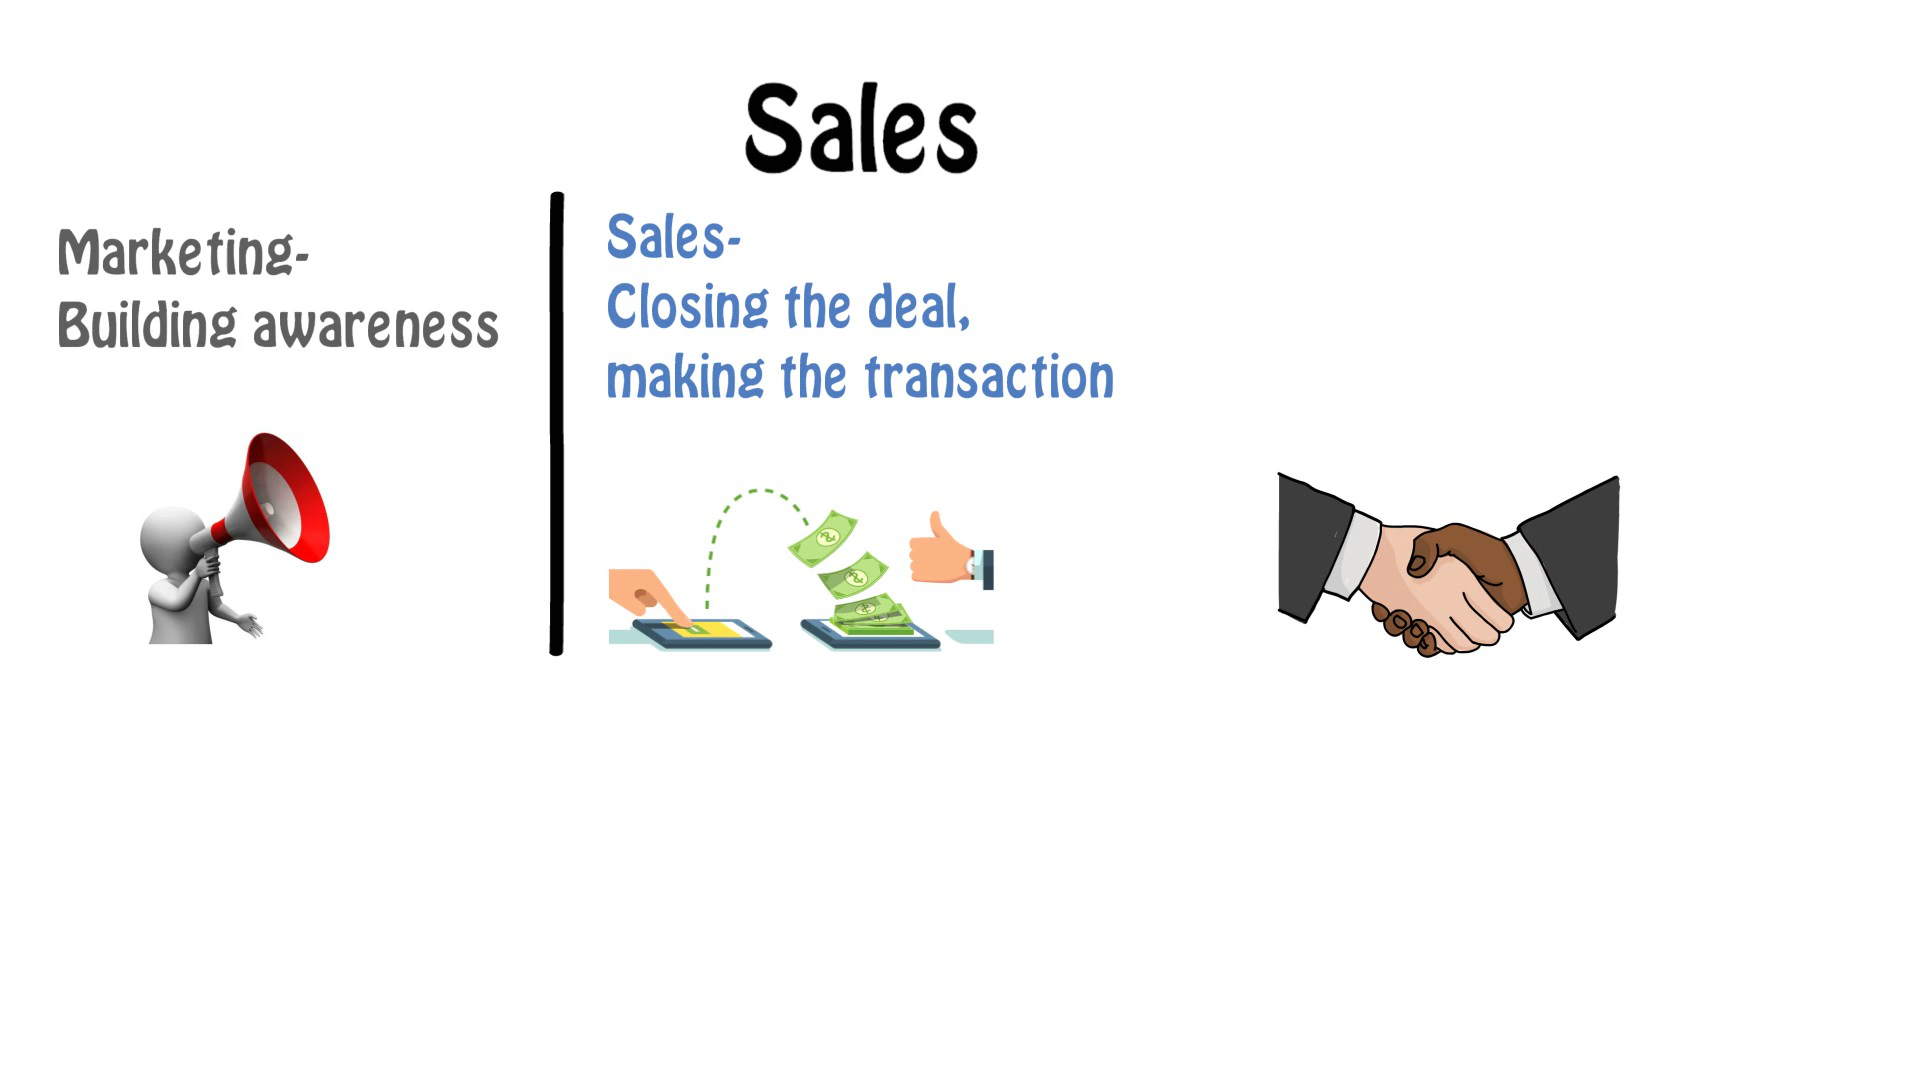 Sales
Marketing-
Building awareness
Sales-
Closing the deal,
making the transaction